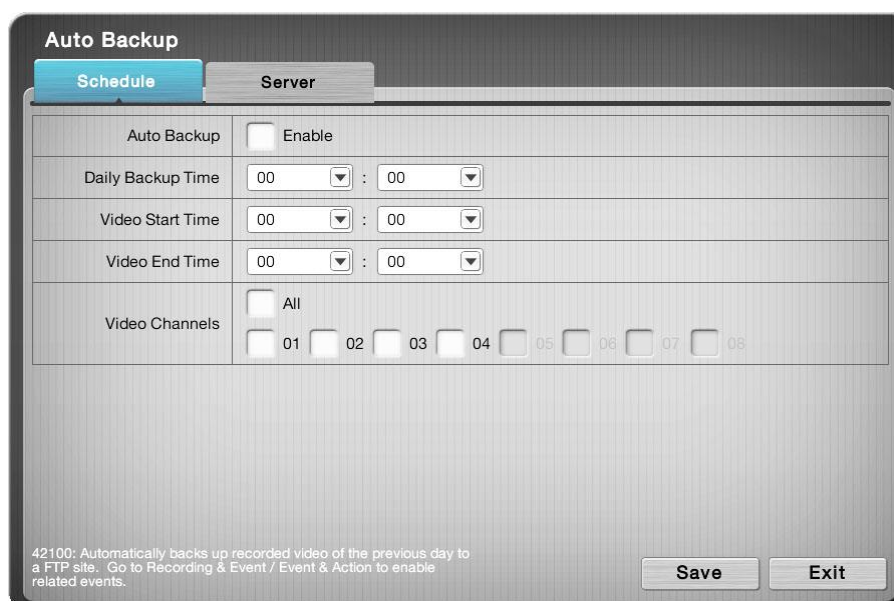 Auto Backup
Schedule Server
Auto Backup Enable
Daily Backup Time 00 : 00
Video Start Time 00 : 00
Video End Time 00 : 00
Video Channels All
01 02 03 04 05 06 07 08
42100: Automatically backs up recorded video of the previous day to
a FTP site. Go to Recording & Event / Event & Action to enable
related events.
Save Exit